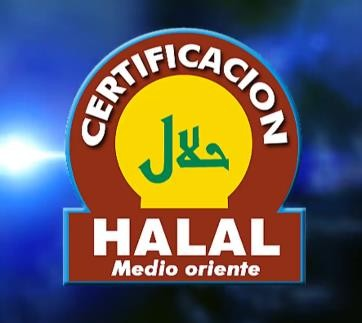 CERTIFICACION
حلال
HALAL
Medio oriente